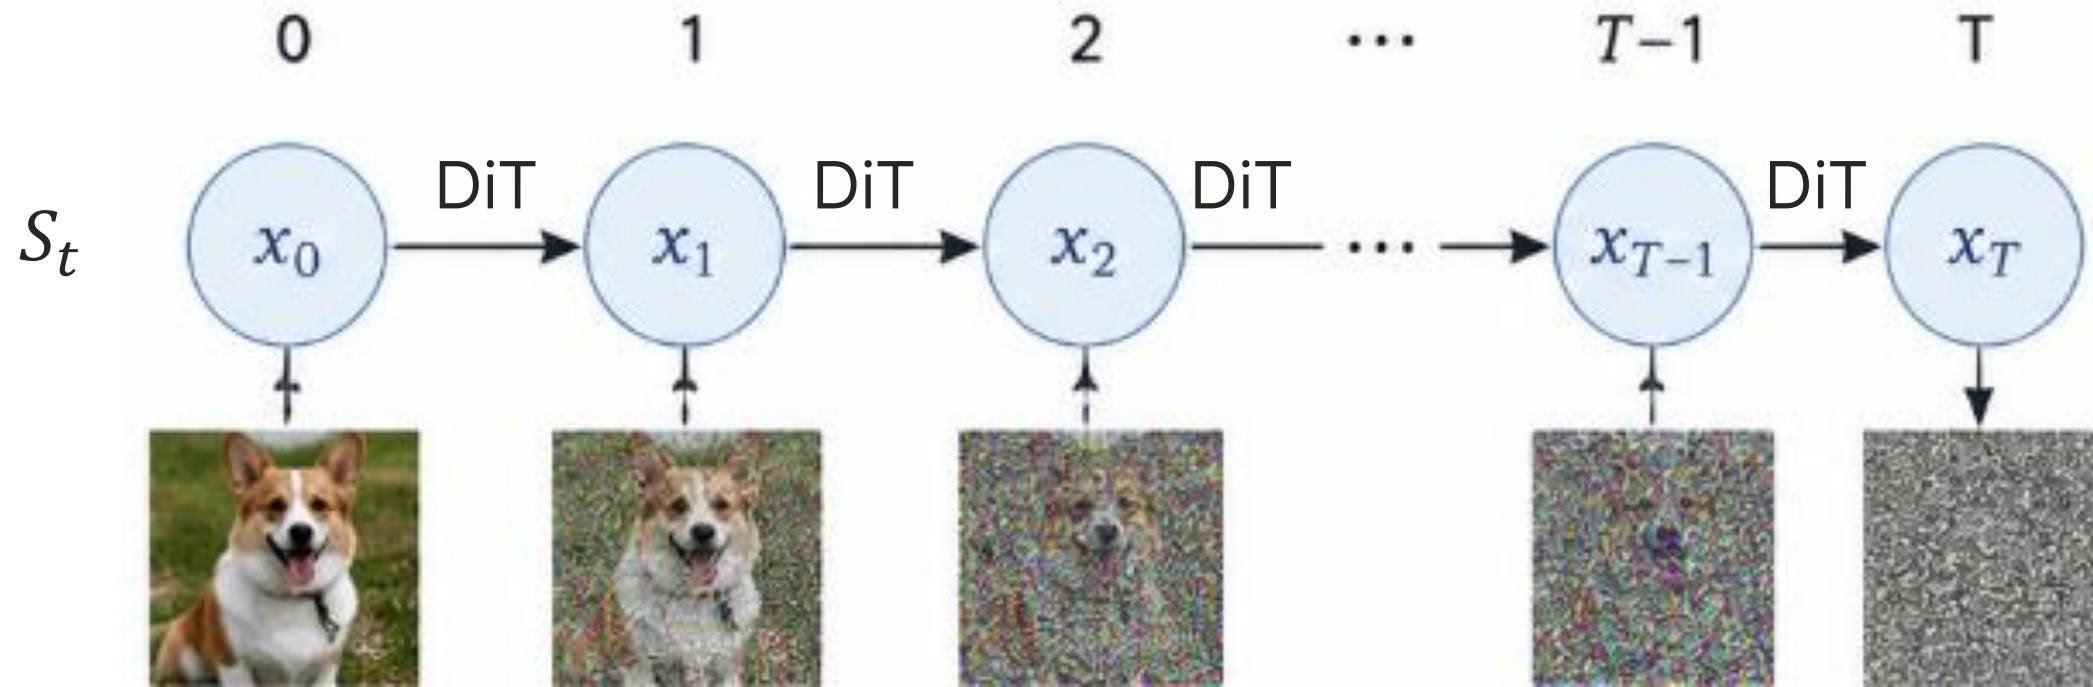 0 1 2 ... T−1 T
DiT DiT DiT DiT
S_t x_0 x_1 x_2 ... x_{T−1} x_T